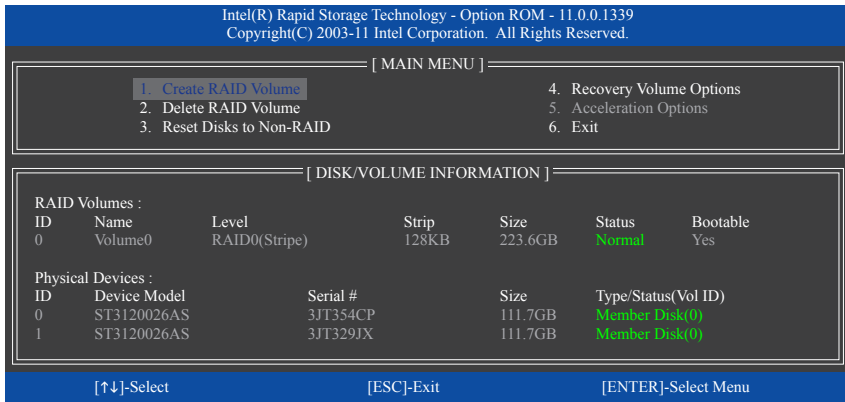 Intel(R) Rapid Storage Technology - Option ROM - 11.0.0.1339
Copyright(C) 2003-11 Intel Corporation.  All Rights Reserved.
[ MAIN MENU ]
1. Create RAID Volume 4. Recovery Volume Options
2. Delete RAID Volume 5. Acceleration Options
3. Reset Disks to Non-RAID 6. Exit
[ DISK/VOLUME INFORMATION ]
RAID Volumes :
ID Name Level Strip Size Status Bootable
0 Volume0 RAID0(Stripe) 128KB 223.6GB Normal Yes
Physical Devices :
ID Device Model Serial # Size Type/Status(Vol ID)
0 ST3120026AS 3JT354CP 111.7GB Member Disk(0)
1 ST3120026AS 3JT329JX 111.7GB Member Disk(0)
[↑↓]-Select [ESC]-Exit [ENTER]-Select Menu